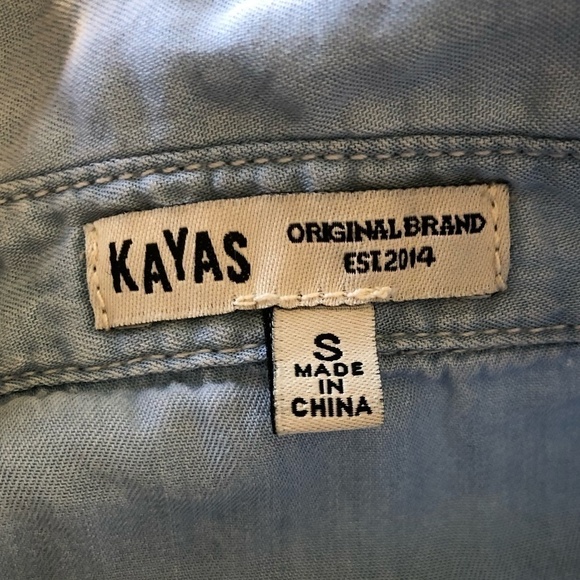 KAYAS
ORIGINAL BRAND
EST.2014
S
MADE
IN
CHINA